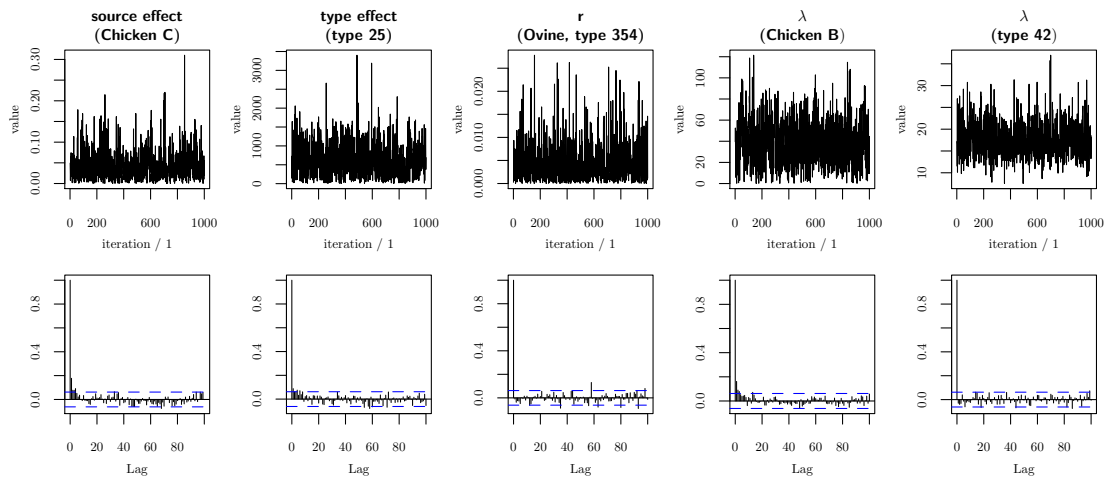 source effect
(Chicken C)
type effect
(type 25)
r
(Ovine, type 354)
λ
(Chicken B)
λ
(type 42)
value
0.00 0.10 0.20 0.30
0 200 600 1000
iteration / 1
value
0 1000 2000 3000
0 200 600 1000
iteration / 1
value
0.000 0.010 0.020
0 200 600 1000
iteration / 1
value
0 20 60 100
0 200 600 1000
iteration / 1
value
10 20 30
0 200 600 1000
iteration / 1
0.0 0.4 0.8
0 20 40 60 80
Lag
0.0 0.4 0.8
0 20 40 60 80
Lag
0.0 0.4 0.8
0 20 40 60 80
Lag
0.0 0.4 0.8
0 20 40 60 80
Lag
0.0 0.4 0.8
0 20 40 60 80
Lag